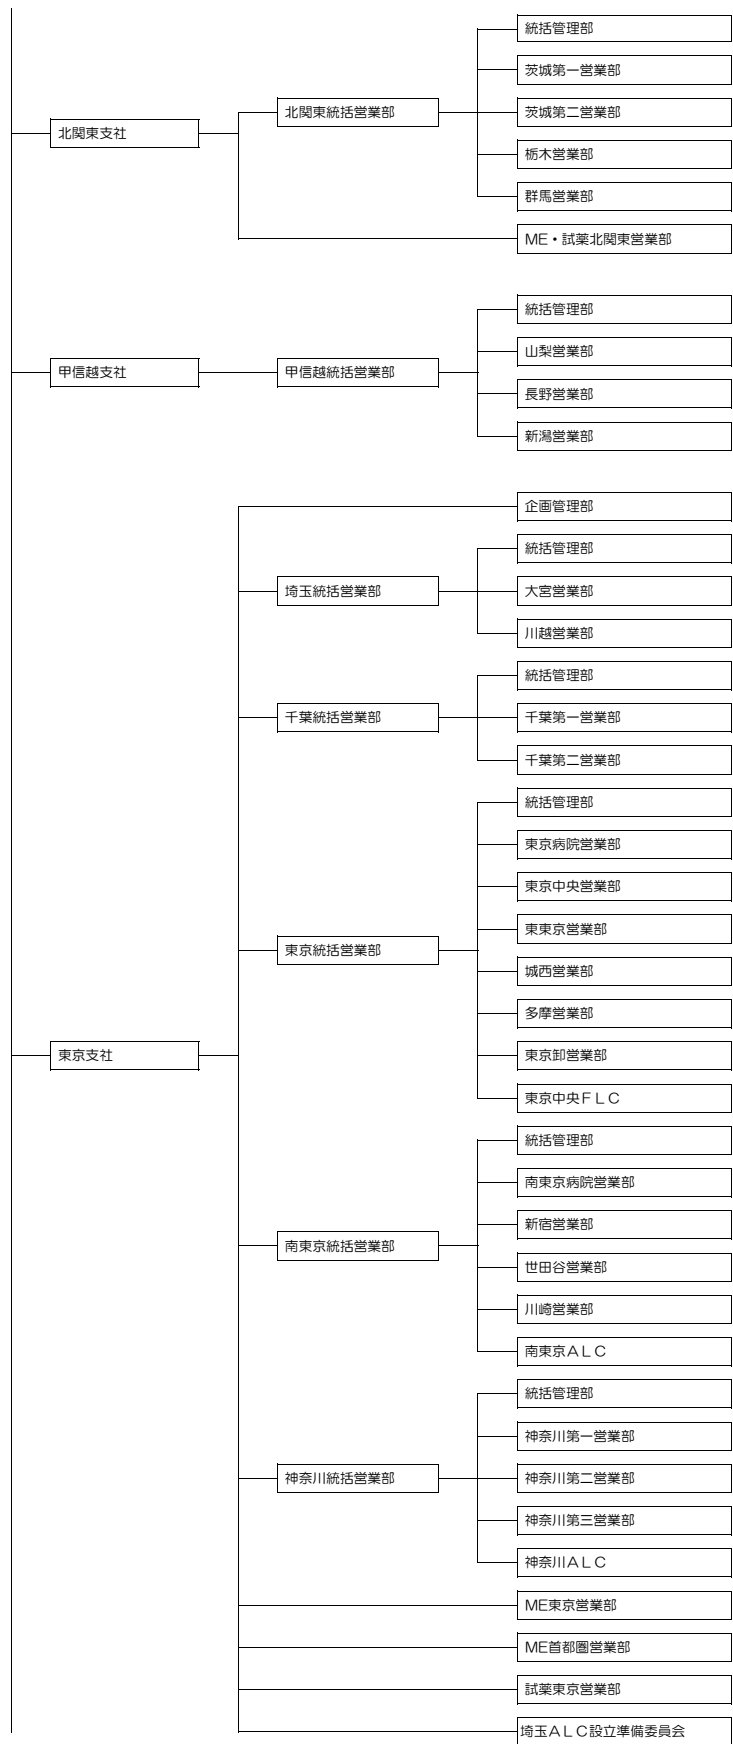 統括管理部
茨城第一営業部
北関東統括営業部
茨城第二営業部
北関東支社
栃木営業部
群馬営業部
ME・試薬北関東営業部
統括管理部
山梨営業部
甲信越支社
甲信越統括営業部
長野営業部
新潟営業部
企画管理部
統括管理部
埼玉統括営業部
大宮営業部
川越営業部
統括管理部
千葉統括営業部
千葉第一営業部
千葉第二営業部
統括管理部
東京病院営業部
東京中央営業部
東東京営業部
東京統括営業部
城西営業部
多摩営業部
東京支社
東京卸営業部
東京中央ＦＬＣ
統括管理部
南東京病院営業部
新宿営業部
南東京統括営業部
世田谷営業部
川崎営業部
南東京ＡＬＣ
統括管理部
神奈川第一営業部
神奈川統括営業部
神奈川第二営業部
神奈川第三営業部
神奈川ＡＬＣ
ME東京営業部
ME首都圏営業部
試薬東京営業部
埼玉ＡＬＣ設立準備委員会